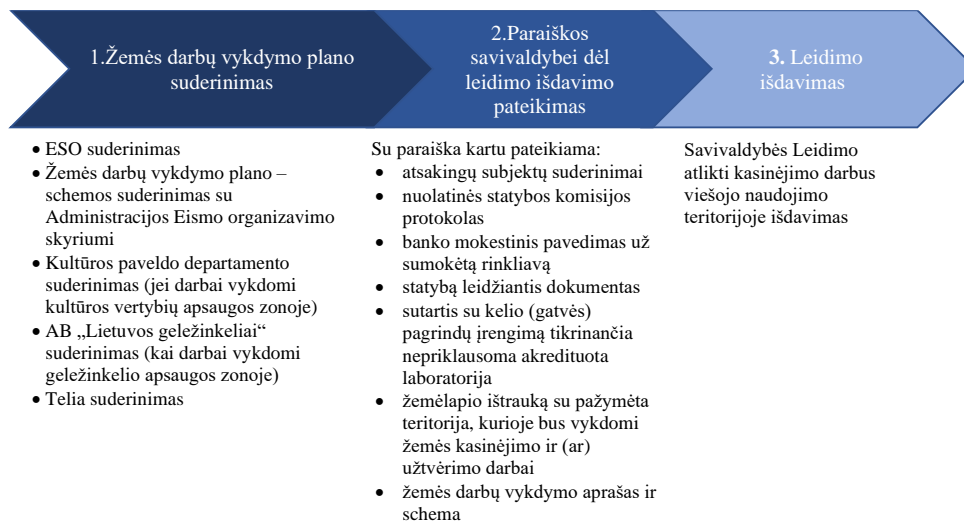 1.Žemės darbų vykdymo plano
suderinimas
2.Paraiškos
savivaldybei dėl
leidimo išdavimo
pateikimas
3. Leidimo
išdavimas
• ESO suderinimas
• Žemės darbų vykdymo plano –
schemos suderinimas su
Administracijos Eismo organizavimo
skyriumi
• Kultūros paveldo departamento
suderinimas (jei darbai vykdomi
kultūros vertybių apsaugos zonoje)
• AB „Lietuvos geležinkeliai“
suderinimas (kai darbai vykdomi
geležinkelio apsaugos zonoje)
• Telia suderinimas
Su paraiška kartu pateikiama:
• atsakingų subjektų suderinimai
• nuolatinės statybos komisijos
protokolas
• banko mokestinis pavedimas už
sumokėtą rinkliavą
• statybą leidžiantis dokumentas
• sutartis su kelio (gatvės)
pagrindų įrengimą tikrinančia
nepriklausoma akredituota
laboratorija
• žemėlapio ištrauką su pažymėta
teritorija, kurioje bus vykdomi
žemės kasinėjimo ir (ar)
užtvėrimo darbai
• žemės darbų vykdymo aprašas ir
schema
Savivaldybės Leidimo
atlikti kasinėjimo darbus
viešojo naudojimo
teritorijoje išdavimas